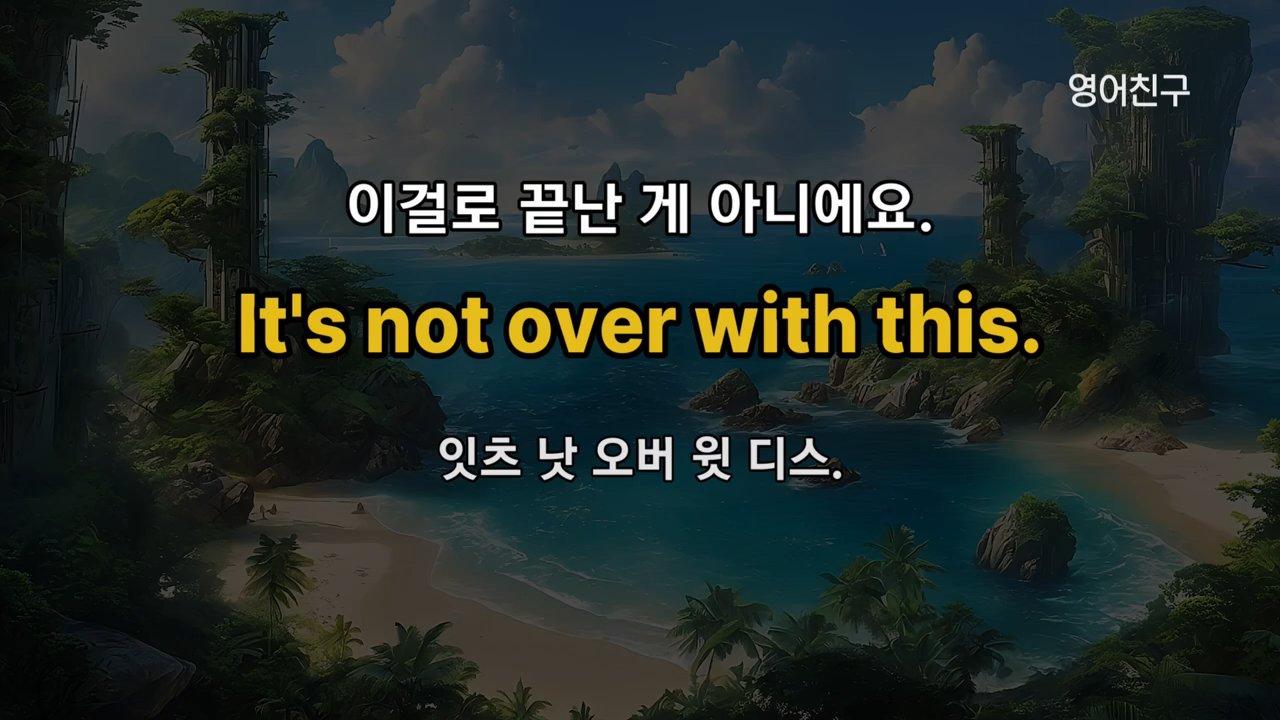 영어친구
이걸로 끝난 게 아니에요.
It's not over with this.
잇츠 낫 오버 윗 디스.